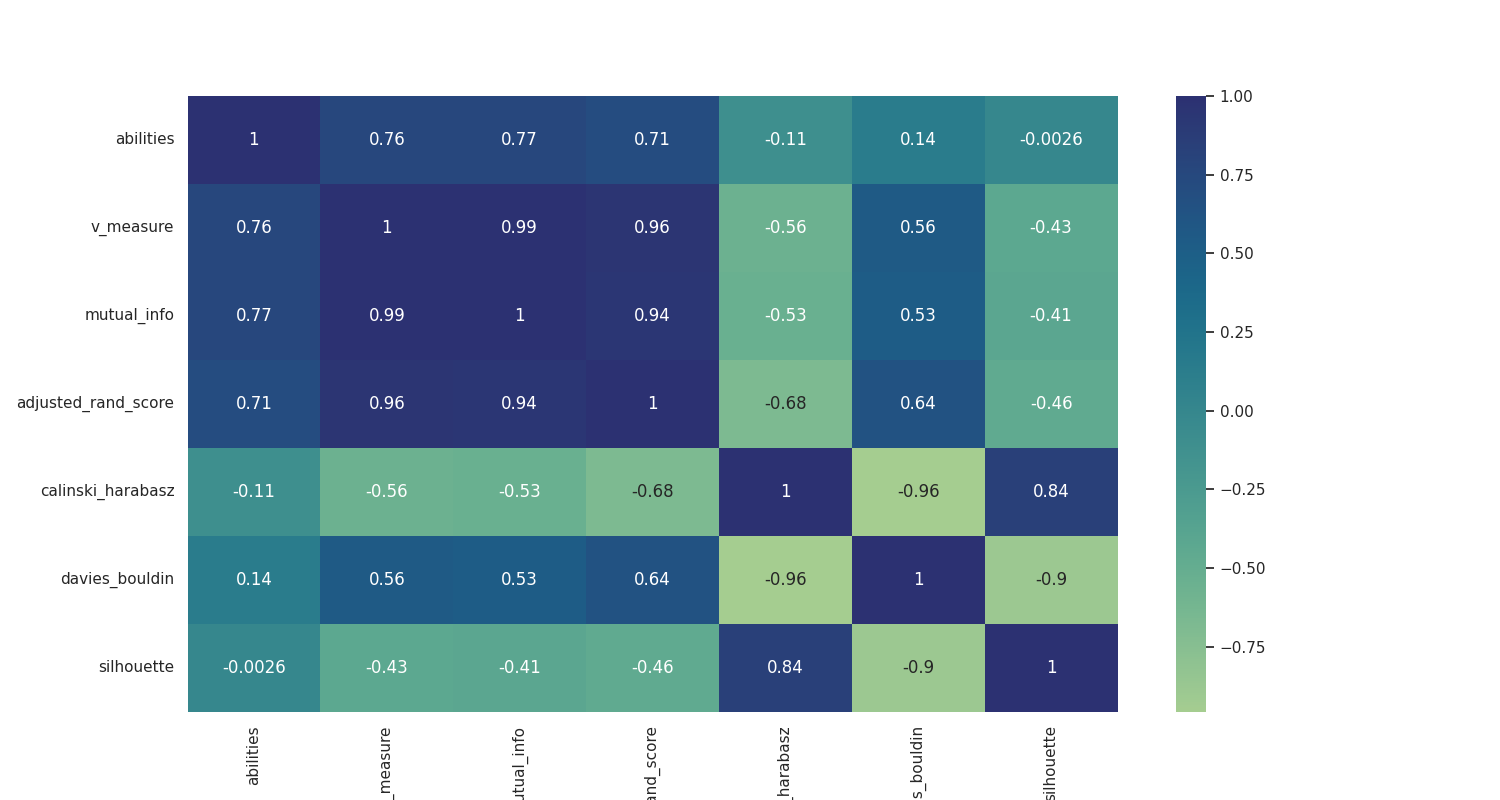 abilities 1 0.76 0.77 0.71 -0.11 0.14 -0.0026
v_measure 0.76 1 0.99 0.96 -0.56 0.56 -0.43
mutual_info 0.77 0.99 1 0.94 -0.53 0.53 -0.41
adjusted_rand_score 0.71 0.96 0.94 1 -0.68 0.64 -0.46
calinski_harabasz -0.11 -0.56 -0.53 -0.68 1 -0.96 0.84
davies_bouldin 0.14 0.56 0.53 0.64 -0.96 1 -0.9
silhouette -0.0026 -0.43 -0.41 -0.46 0.84 -0.9 1
abilities
_measure
utual_info
and_score
_harabasz
s_bouldin
silhouette
1.00
0.75
0.50
0.25
0.00
−0.25
−0.50
−0.75